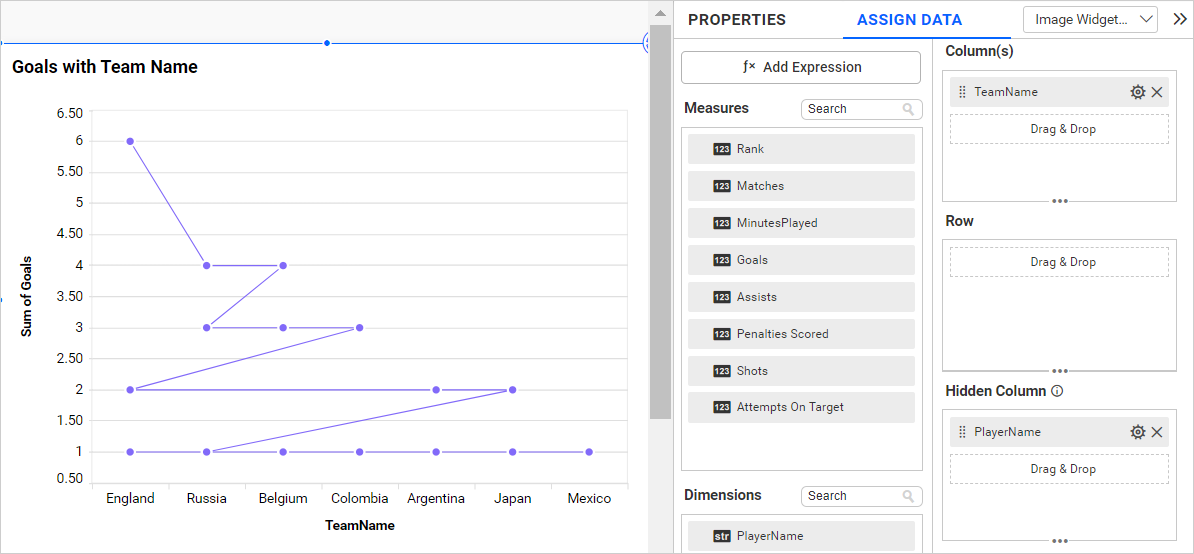 Goals with Team Name
6.50
6
5.50
5
4.50
4
3.50
3
2.50
2
1.50
1
0.50
Sum of Goals
England Russia Belgium Colombia Argentina Japan Mexico
TeamName
PROPERTIES
ASSIGN DATA
Image Widget...
ƒ× Add Expression
Measures
Search
123 Rank
123 Matches
123 MinutesPlayed
123 Goals
123 Assists
123 Penalties Scored
123 Shots
123 Attempts On Target
Dimensions
Search
str PlayerName
Column(s)
TeamName
Drag & Drop
Row
Drag & Drop
Hidden Column
PlayerName
Drag & Drop